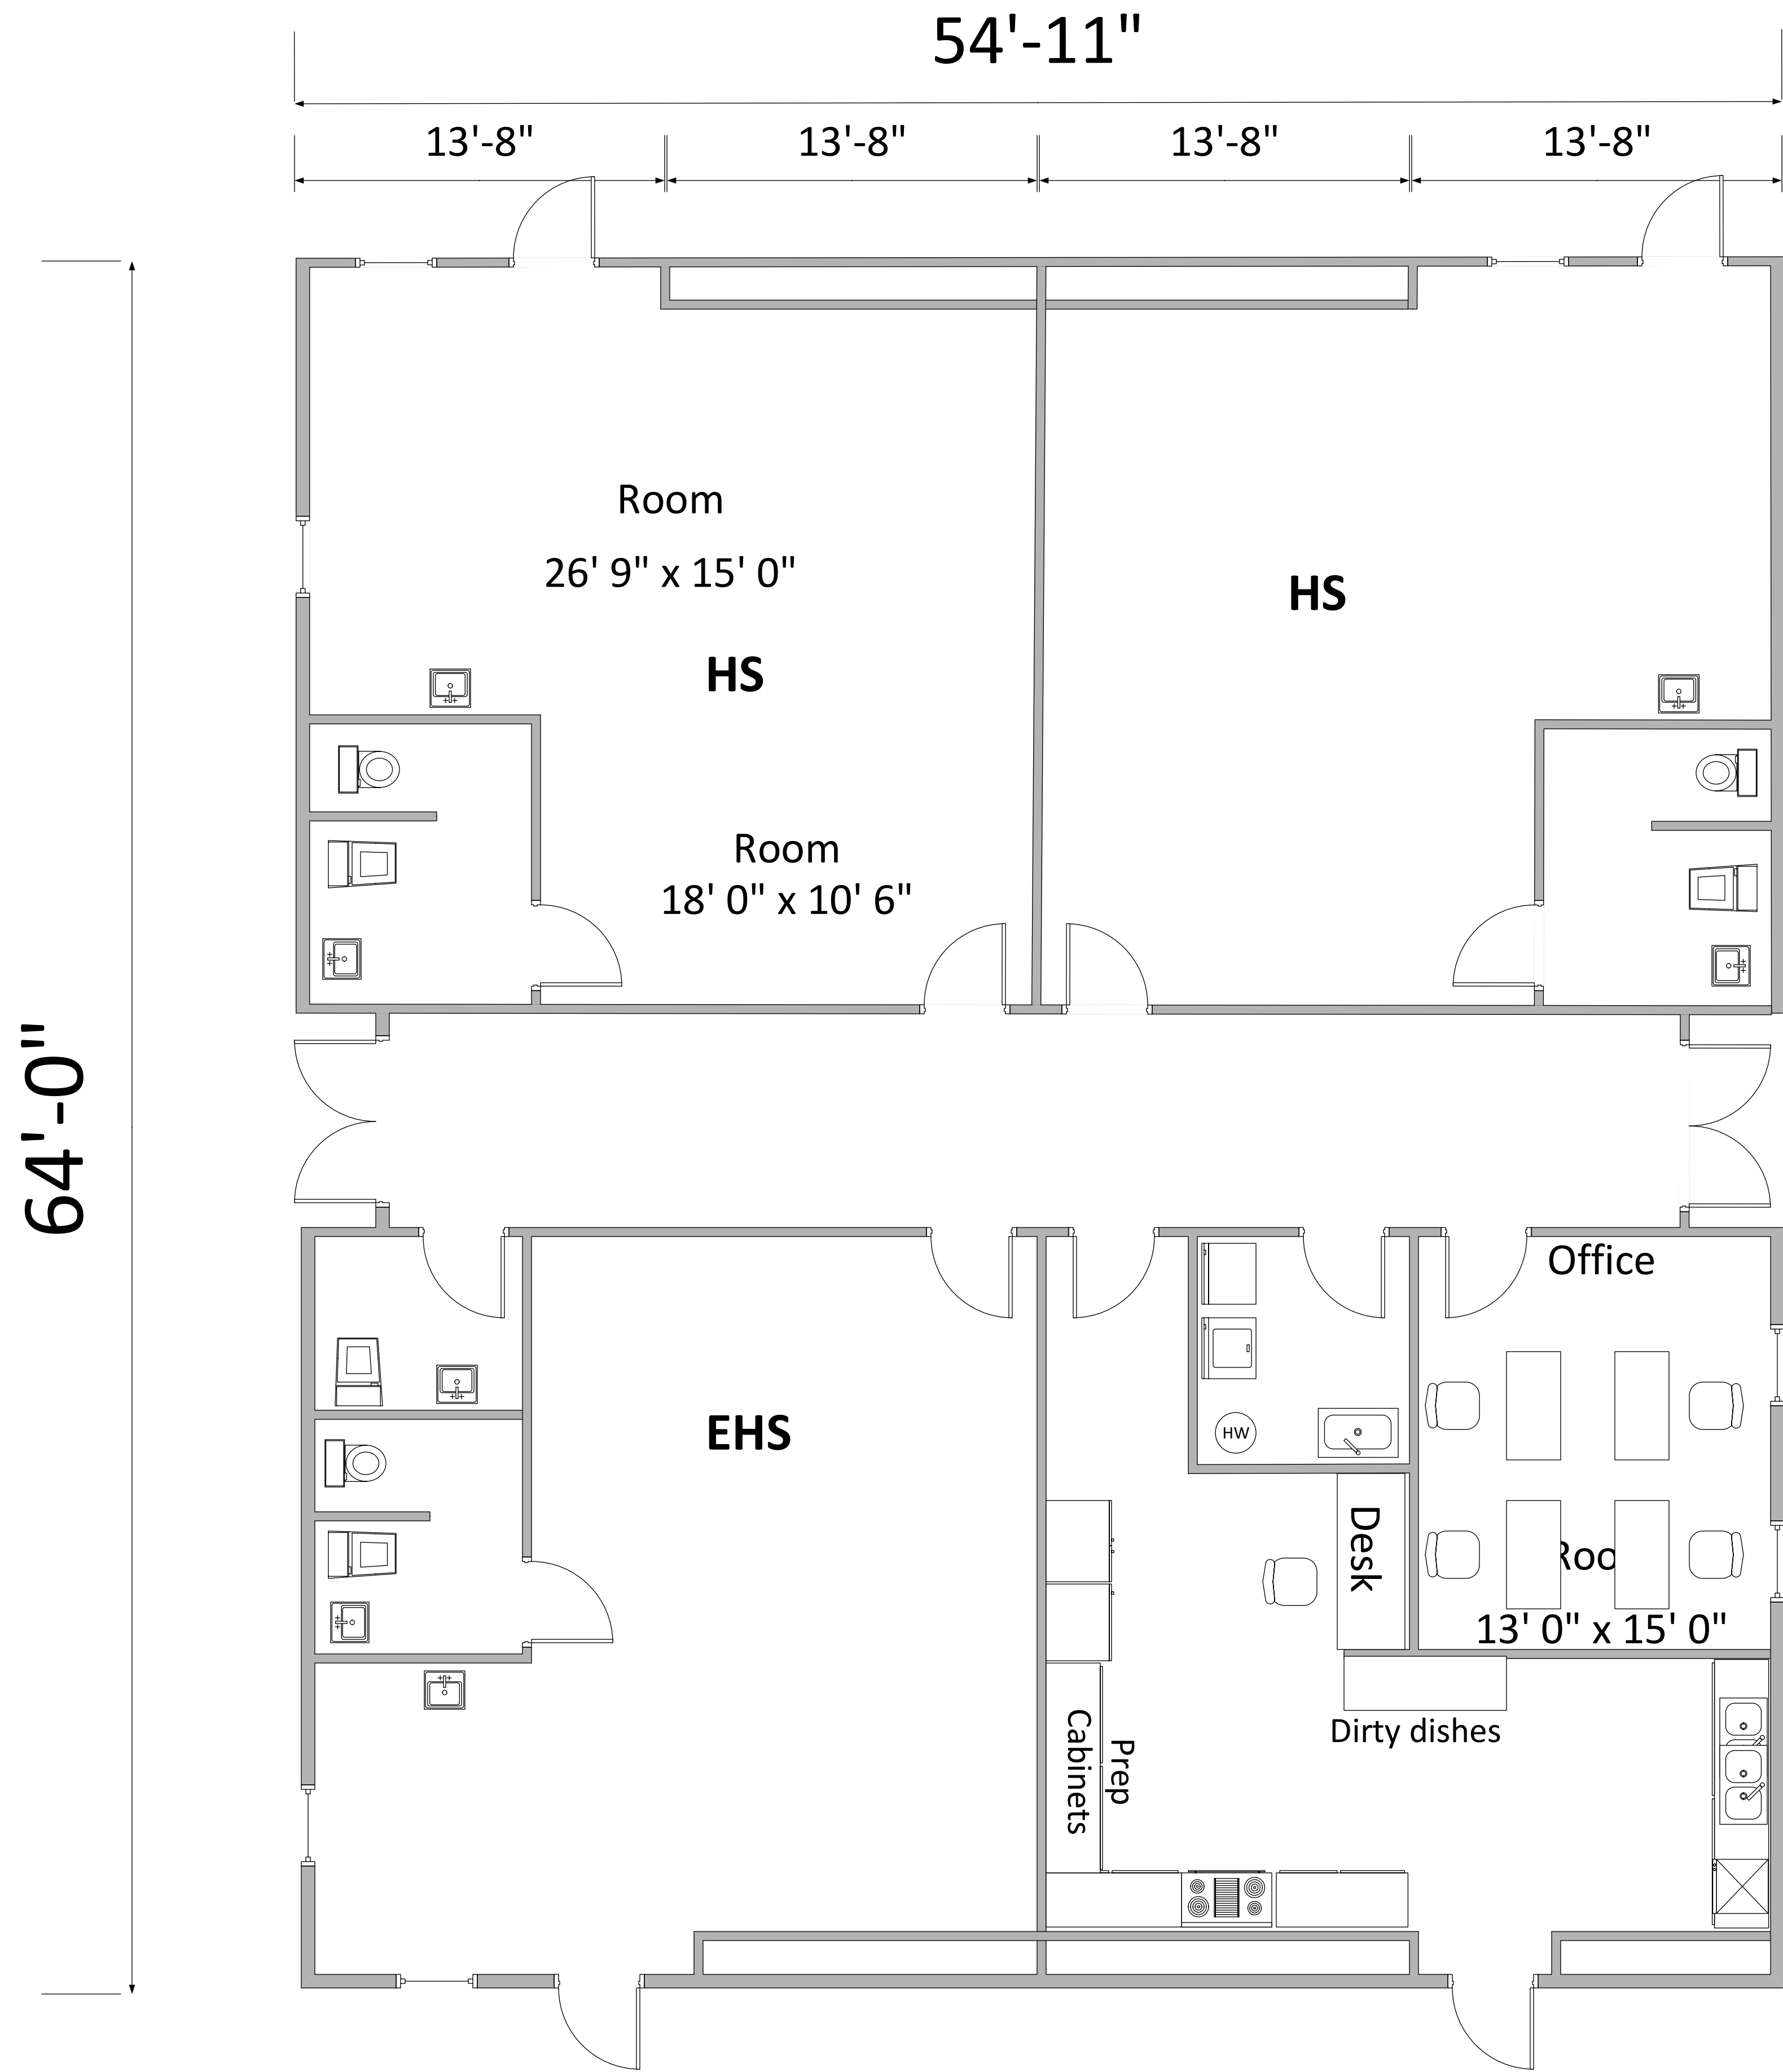 54'-11"
13'-8"
13'-8"
13'-8"
13'-8"
Room
26' 9" x 15' 0"
HS
HS
Room
18' 0" x 10' 6"
64'-0"
Office
EHS
HW
Desk
Roo
13' 0" x 15' 0"
Dirty dishes
Prep
Cabinets